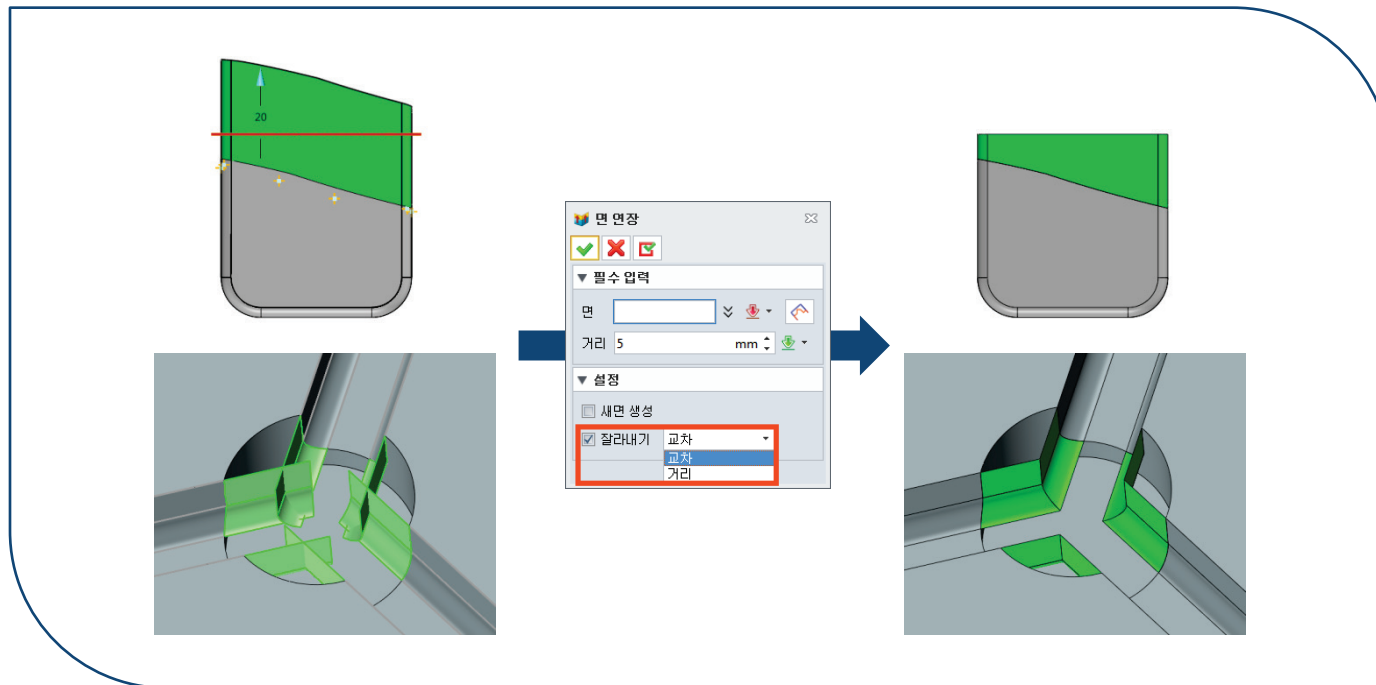 20
면 연장
▼ 필수 입력
면
거리 5 mm
▼ 설정
새면 생성
잘라내기 교차
교차
거리